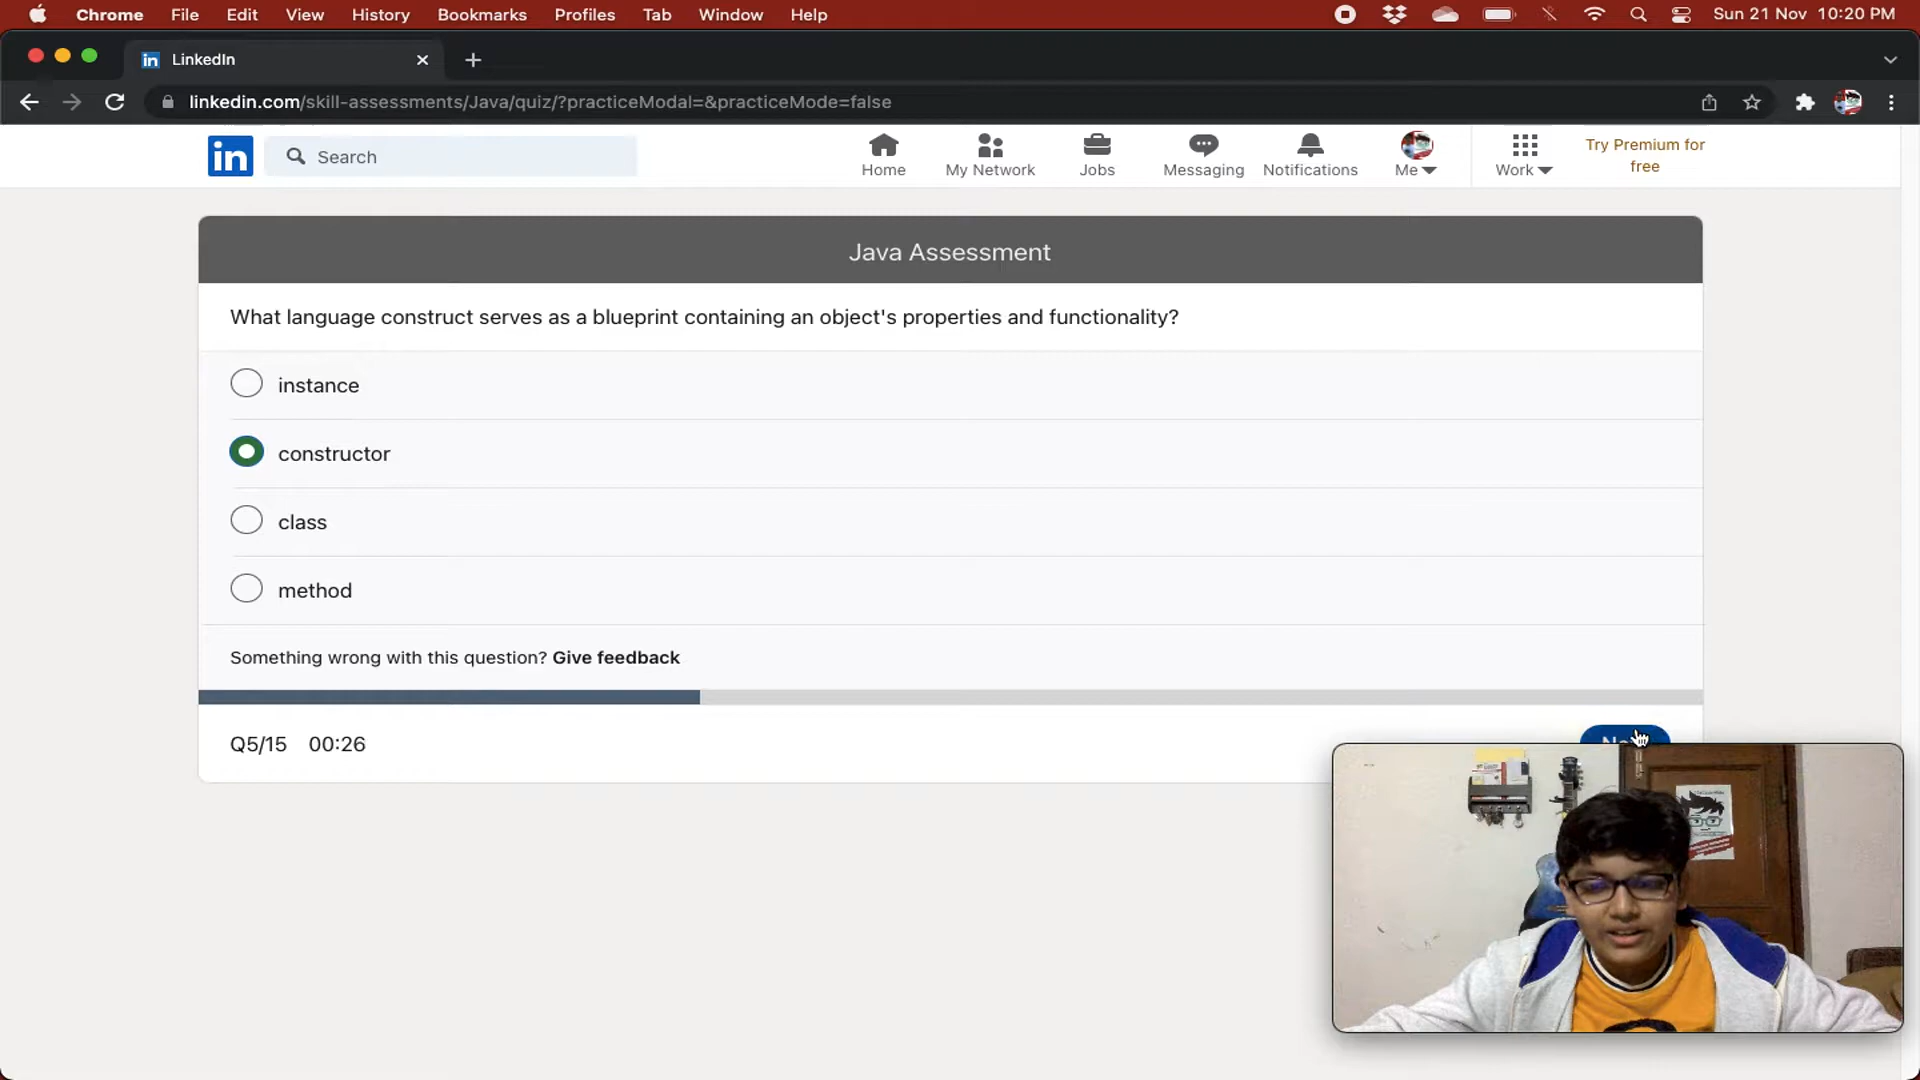 Chrome File Edit View History Bookmarks Profiles Tab Window Help Sun 21 Nov 10:20 PM
in LinkedIn
linkedin.com/skill-assessments/Java/quiz/?practiceModal=&practiceMode=false
in Search Home My Network Jobs Messaging Notifications Me Work Try Premium for
free
Java Assessment
What language construct serves as a blueprint containing an object's properties and functionality?
instance
constructor
class
method
Something wrong with this question? Give feedback
Q5/15 00:26